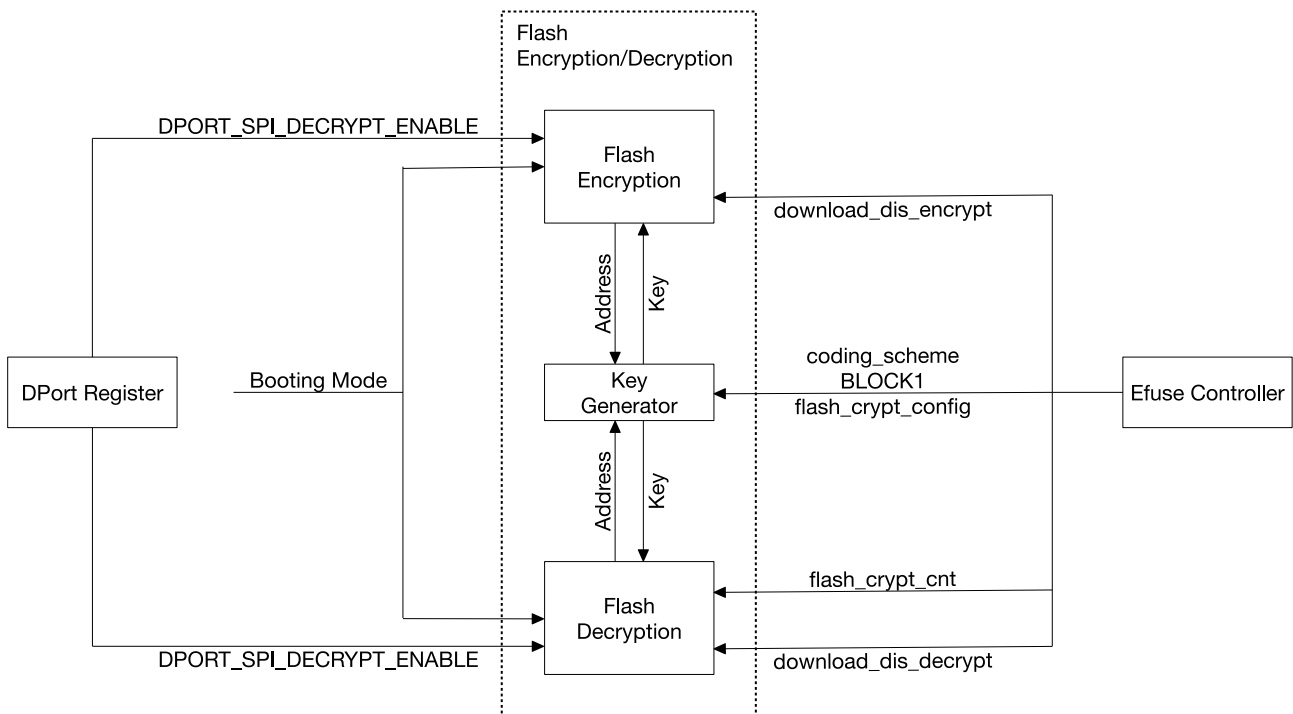 Flash
Encryption/Decryption
DPORT_SPI_DECRYPT_ENABLE
Flash
Encryption
download_dis_encrypt
Address
Key
DPort Register
Booting Mode
Key
Generator
coding_scheme
BLOCK1
flash_crypt_config
Efuse Controller
Address
Key
flash_crypt_cnt
Flash
Decryption
DPORT_SPI_DECRYPT_ENABLE
download_dis_decrypt